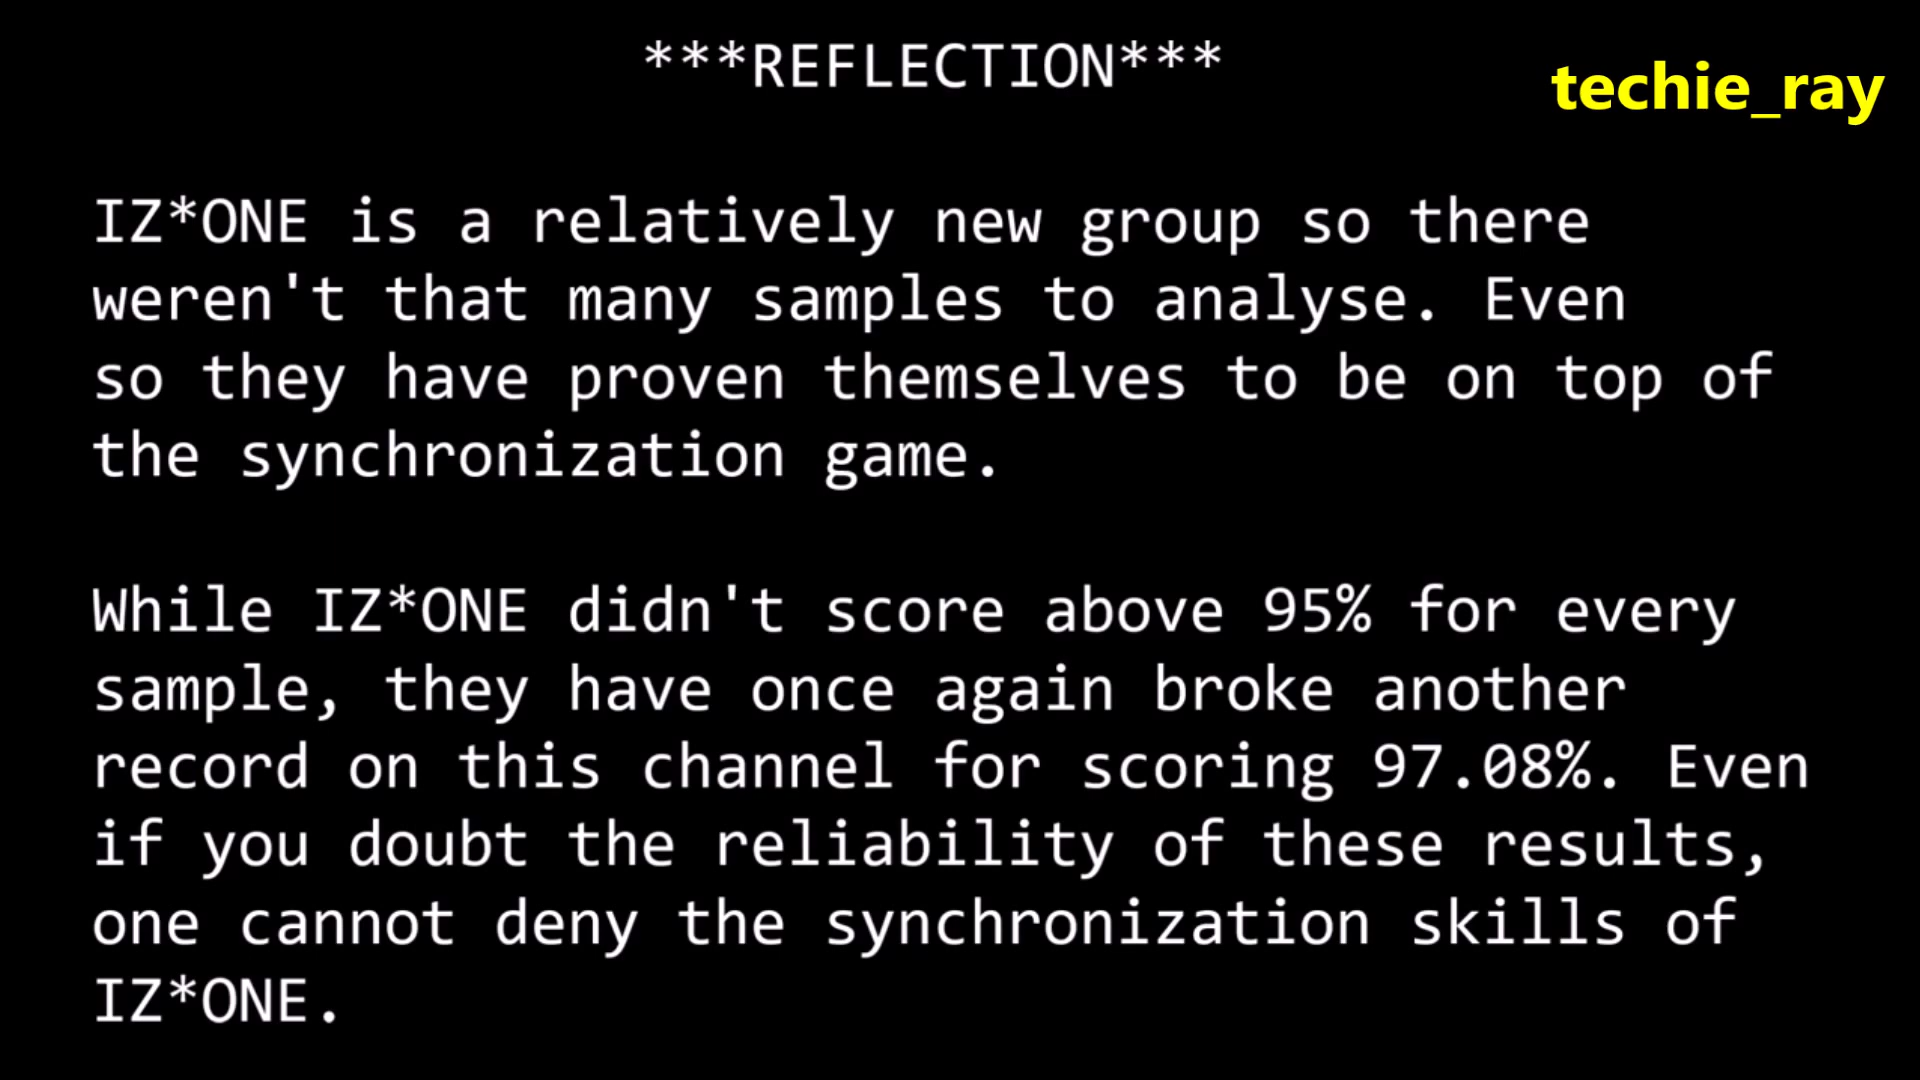 ***REFLECTION***
techie_ray
IZ*ONE is a relatively new group so there
weren't that many samples to analyse. Even
so they have proven themselves to be on top of
the synchronization game.
While IZ*ONE didn't score above 95% for every
sample, they have once again broke another
record on this channel for scoring 97.08%. Even
if you doubt the reliability of these results,
one cannot deny the synchronization skills of
IZ*ONE.